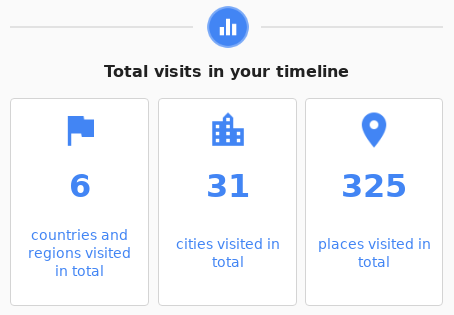 Total visits in your timeline
6
countries and
regions visited
in total
31
cities visited in
total
325
places visited in
total